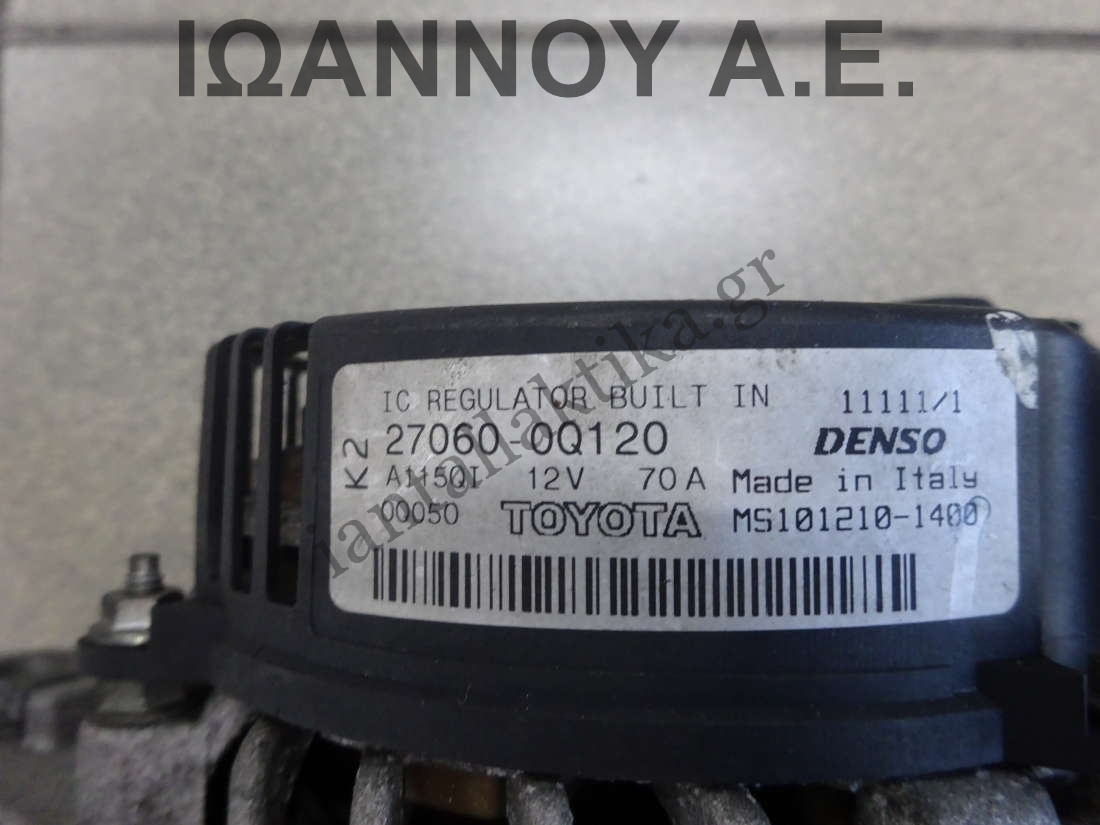 ΙΩΑΝΝΟΥ Α.Ε.
IC REGULATOR BUILT IN 11111/1
K2 27060-0Q120 DENSO
A115QI 12V 70A Made in Italy
00050 TOYOTA MS101210-1400
iantalaktika.gr